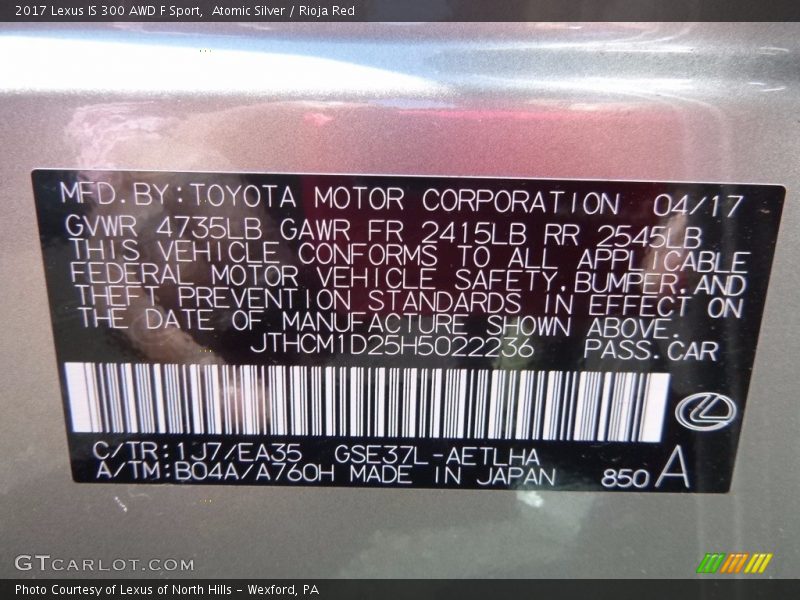 2017 Lexus IS 300 AWD F Sport,  Atomic Silver / Rioja Red
MFD.BY:TOYOTA MOTOR CORPORATION 04/17
GVWR 4735LB GAWR FR 2415LB RR 2545LB
THIS VEHICLE CONFORMS TO ALL APPLICABLE
FEDERAL MOTOR VEHICLE SAFETY,BUMPER,AND
THEFT PREVENTION STANDARDS IN EFFECT ON
THE DATE OF MANUFACTURE SHOWN ABOVE.
JTHCM1D25H5022236 PASS.CAR
C/TR:1J7/EA35 GSE37L-AETLHA
A/TM:B04A/A760H MADE IN JAPAN 850 A
GTCARLOT.COM
Photo Courtesy of Lexus of North Hills - Wexford, PA